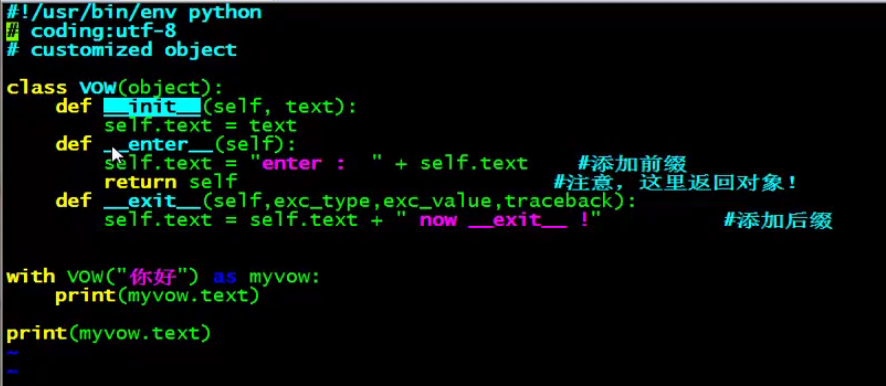 #!/usr/bin/env python
# coding:utf-8
# customized object
class VOW(object):
    def __init__(self, text):
        self.text = text
    def __enter__(self):
        self.text = "enter :  " + self.text    #添加前缀
        return self                          #注意，这里返回对象！
    def __exit__(self,exc_type,exc_value,traceback):
        self.text = self.text + " now __exit__ !"          #添加后缀
with VOW("你好") as myvow:
    print(myvow.text)
print(myvow.text)
~
~